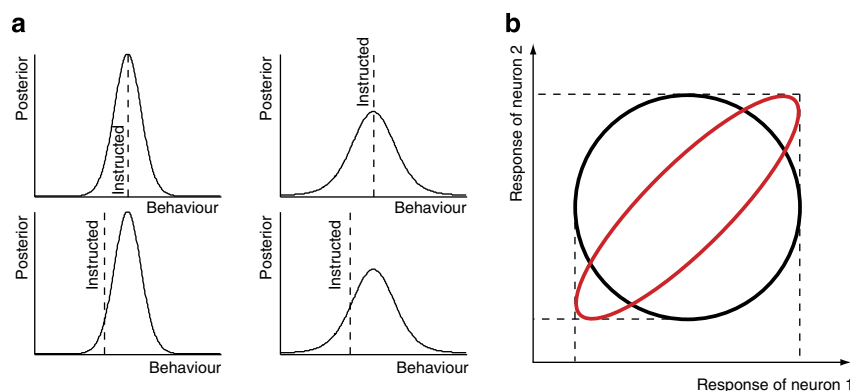 a
Posterior
Instructed
Behaviour
Posterior
Instructed
Behaviour
Posterior
Instructed
Behaviour
Posterior
Instructed
Behaviour
b
Response of neuron 2
Response of neuron 1